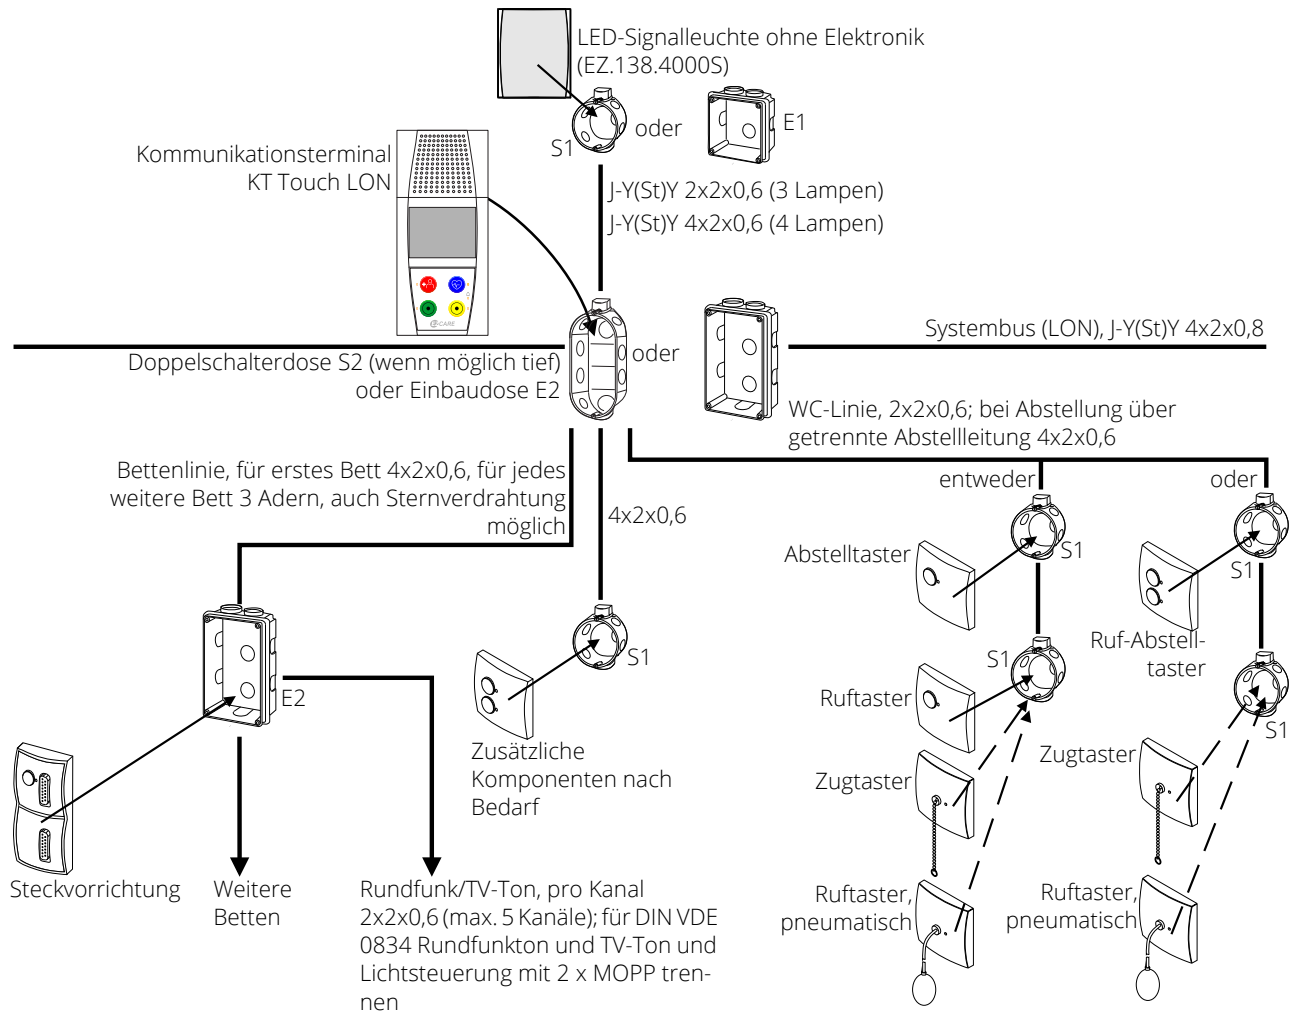 LED-Signalleuchte ohne Elektronik
(EZ.138.4000S)
S1
oder
E1
Kommunikationsterminal
KT Touch LON
J-Y(St)Y 2x2x0,6 (3 Lampen)
J-Y(St)Y 4x2x0,6 (4 Lampen)
CARE
Systembus (LON), J-Y(St)Y 4x2x0,8
Doppelschalterdose S2 (wenn möglich tief)
oder Einbaudose E2
oder
WC-Linie, 2x2x0,6; bei Abstellung über
getrennte Abstellleitung 4x2x0,6
Bettenlinie, für erstes Bett 4x2x0,6, für jedes
weitere Bett 3 Adern, auch Sternverdrahtung
möglich
4x2x0,6
entweder
oder
Abstelltaster
S1
S1
Ruf-Abstell-
taster
E2
S1
S1
Ruftaster
S1
Zusätzliche
Komponenten nach
Bedarf
Zugtaster
Zugtaster
Steckvorrichtung
Weitere
Betten
Rundfunk/TV-Ton, pro Kanal
2x2x0,6 (max. 5 Kanäle); für DIN VDE
0834 Rundfunkton und TV-Ton und
Lichtsteuerung mit 2 x MOPP tren-
nen
Ruftaster,
pneumatisch
Ruftaster,
pneumatisch